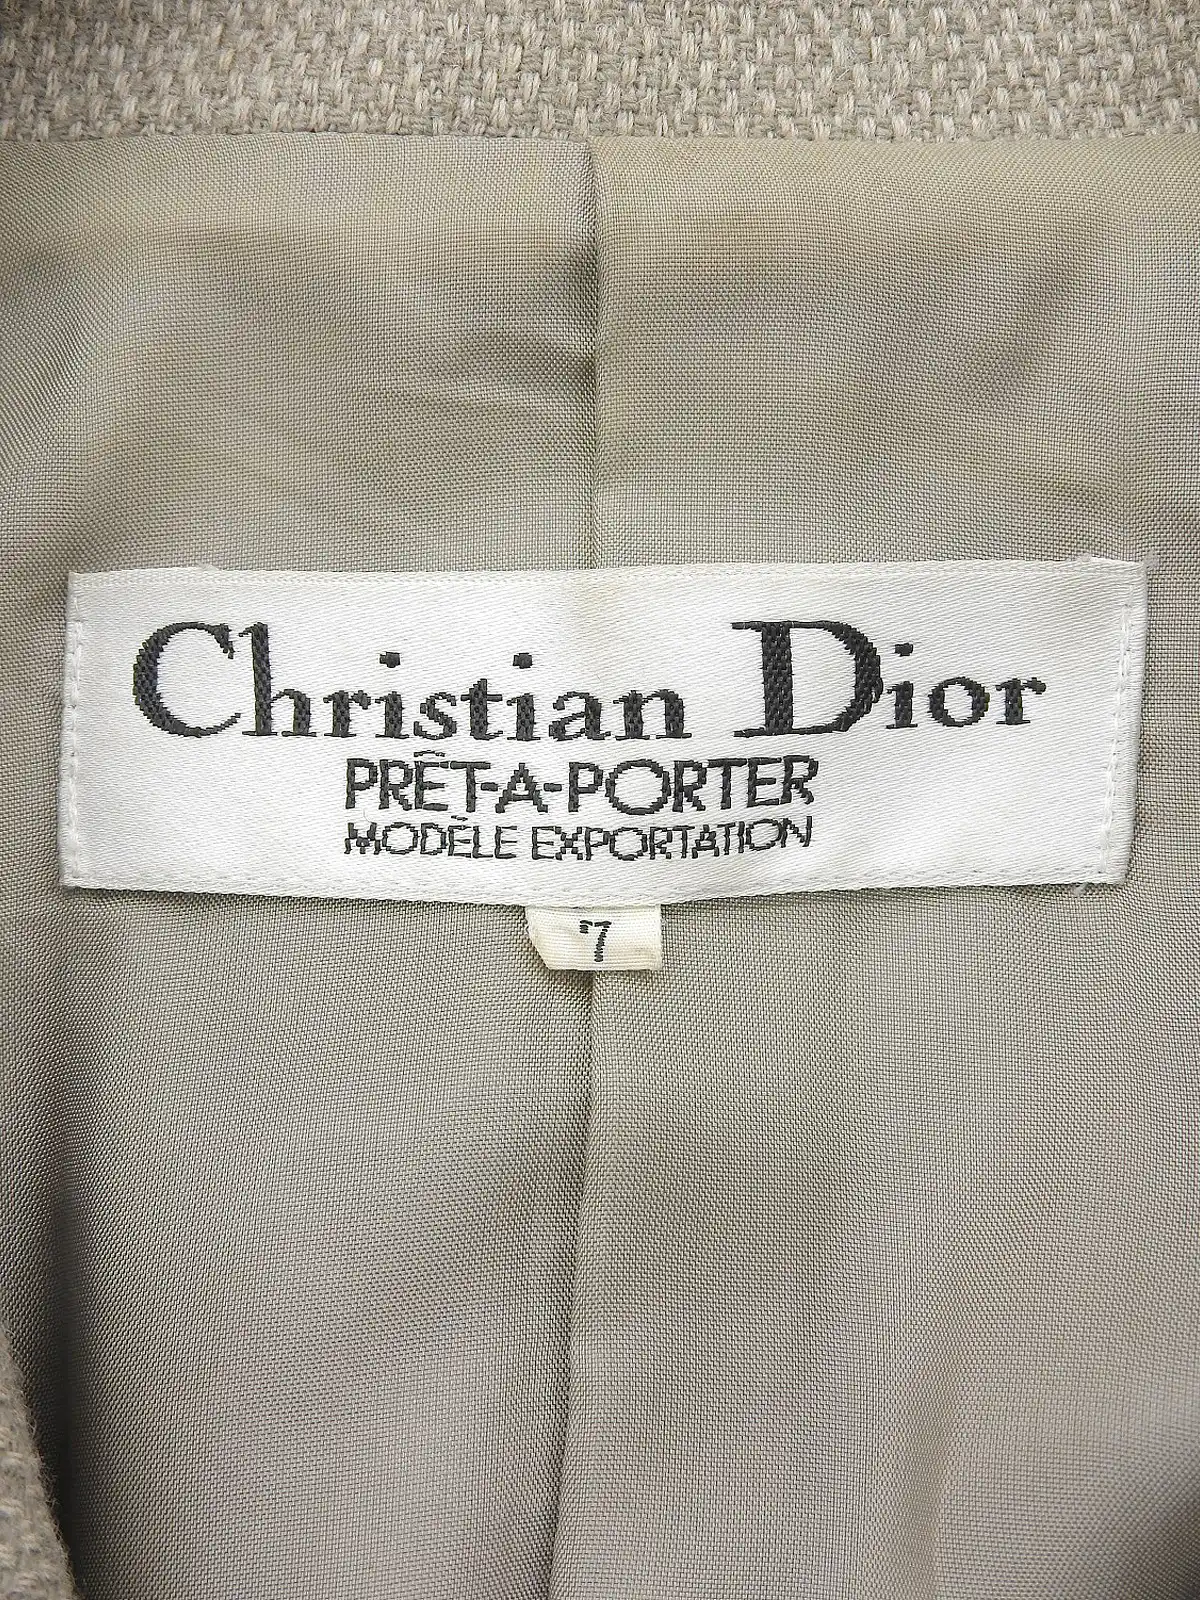 Christian Dior
PRÊT-A-PORTER
MODÈLE EXPORTATION
7